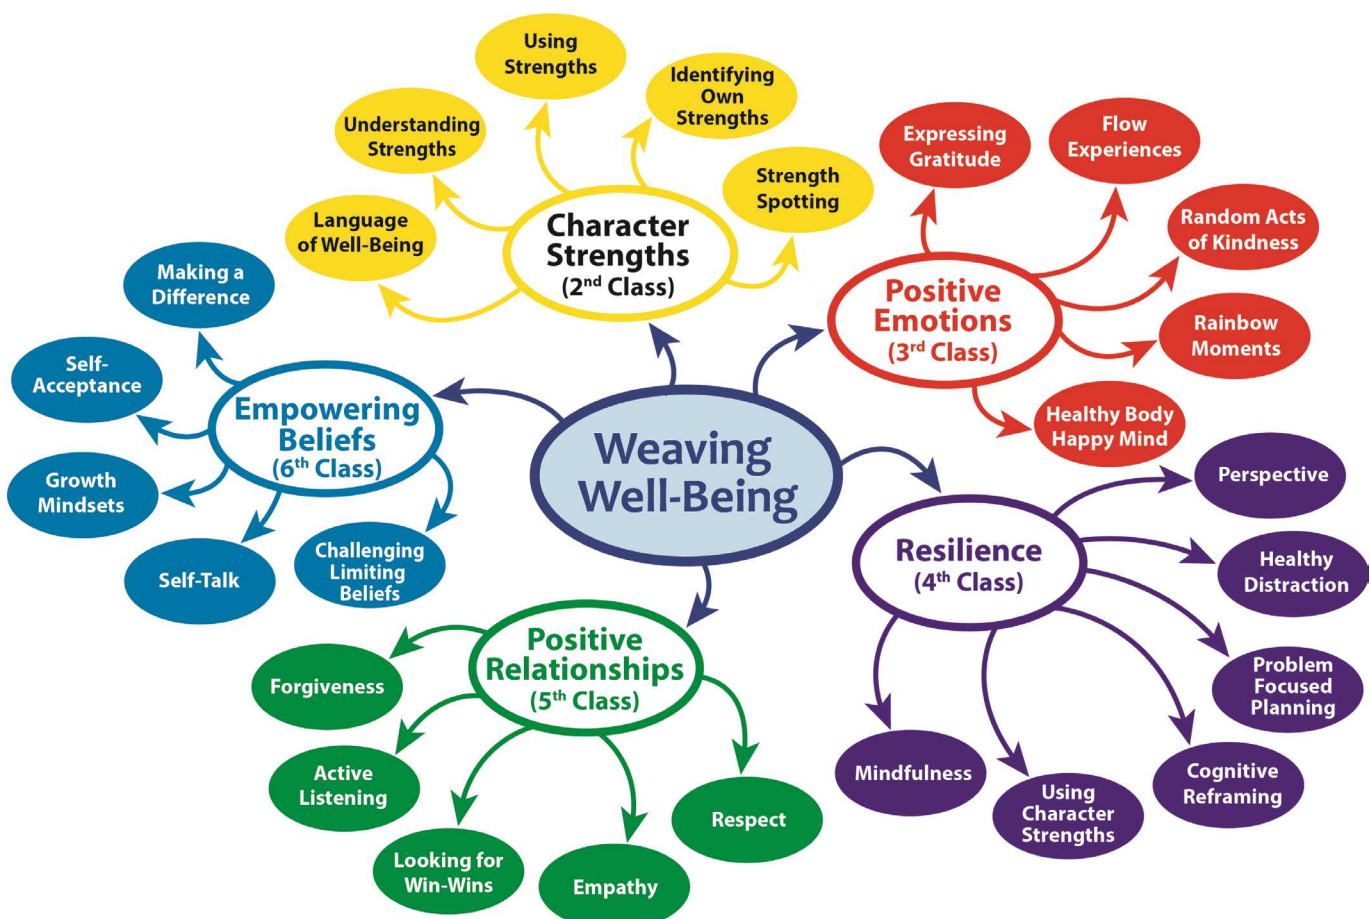 Weaving
Well-Being
Character
Strengths
(2nd Class)
Language
of Well-Being
Understanding
Strengths
Using
Strengths
Identifying
Own
Strengths
Strength
Spotting
Positive
Emotions
(3rd Class)
Expressing
Gratitude
Flow
Experiences
Random Acts
of Kindness
Rainbow
Moments
Healthy Body
Happy Mind
Resilience
(4th Class)
Perspective
Healthy
Distraction
Problem
Focused
Planning
Cognitive
Reframing
Using
Character
Strengths
Mindfulness
Positive
Relationships
(5th Class)
Respect
Empathy
Looking for
Win-Wins
Active
Listening
Forgiveness
Empowering
Beliefs
(6th Class)
Challenging
Limiting
Beliefs
Self-Talk
Growth
Mindsets
Self-
Acceptance
Making a
Difference